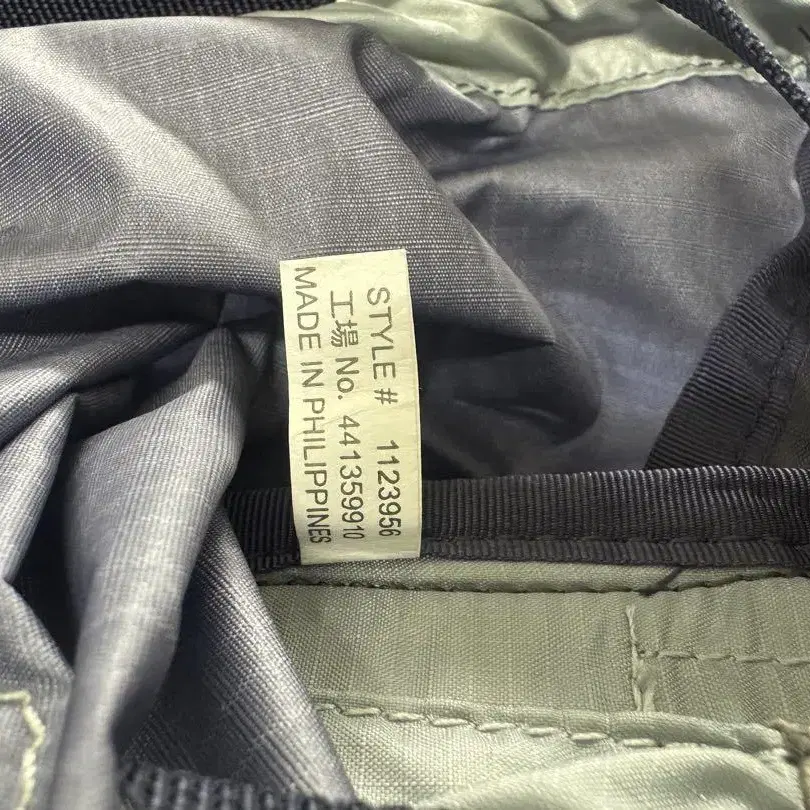 STYLE # 1123956
工場 No. 441359910
MADE IN PHILIPPINES